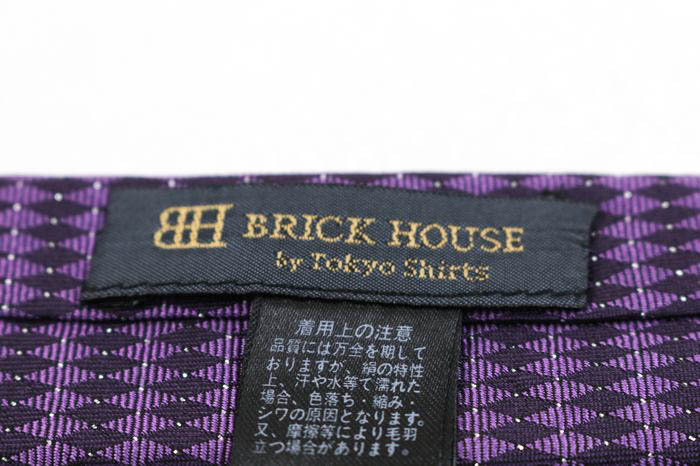 BH BRICK HOUSE
by Tokyo Shirts
着用上の注意
品質には万全を期して
おりますが、絹の特性
上、汗や水等で濡れた
場合、色落ち・縮み・
シワの原因となります。
又、摩擦等により毛羽
立つ場合があります。